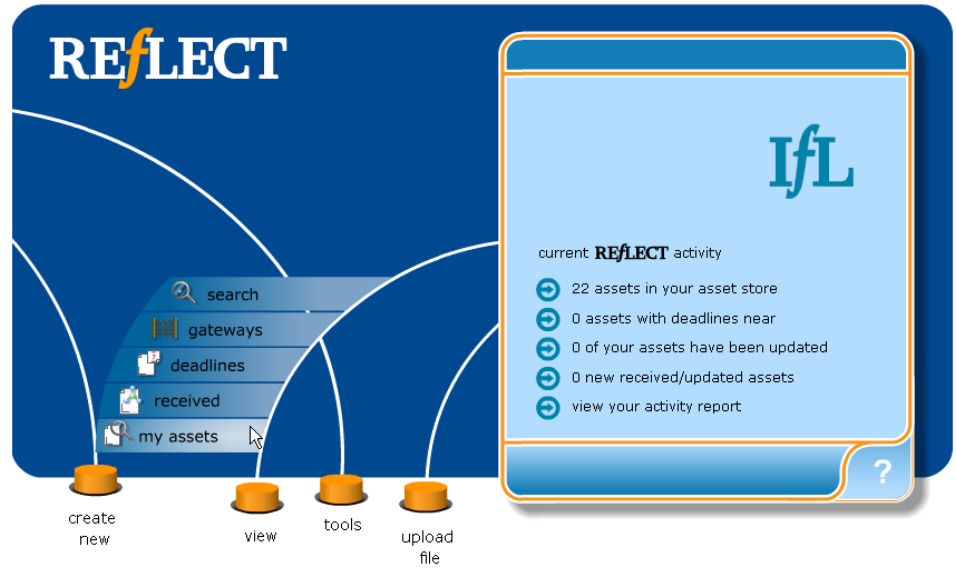 REfLECT
IfL
current REfLECT activity
22 assets in your asset store
0 assets with deadlines near
0 of your assets have been updated
0 new received/updated assets
view your activity report
?
search
gateways
deadlines
received
my assets
create
new
view
tools
upload
file